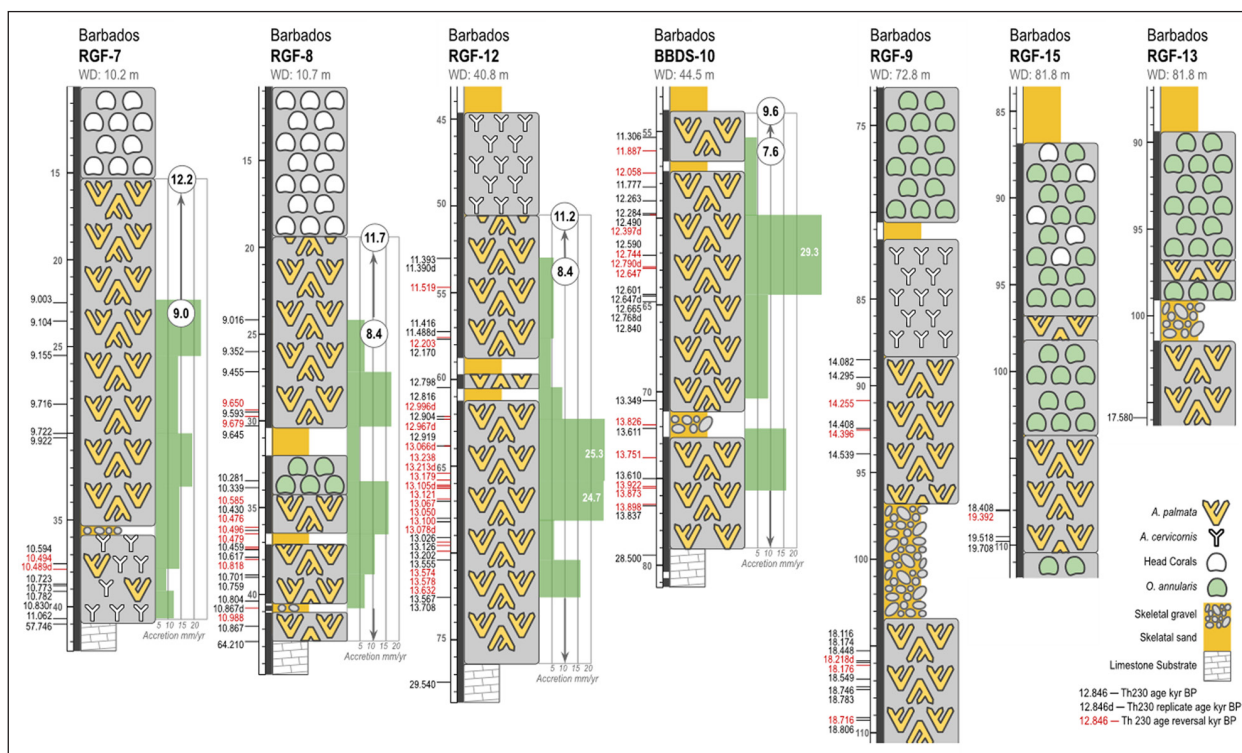 Barbados
RGF-7
WD: 10.2 m
15
20
25
35
40
9.003
9.104
9.155
9.716
9.722
9.922
10.594
10.494
10.489d
10.723
10.773
10.782
10.830d
11.062
57.746
12.2
9.0
5 10 20
Accretion mm/yr
Barbados
RGF-8
WD: 10.7 m
15
20
25
30
35
40
9.016
9.352
9.455
9.650
9.593
9.679
9.645
10.281
10.339
10.585
10.430
10.476
10.496
10.479
10.459
10.617
10.818
10.701
10.759
10.804
10.867d
10.988
10.867
64.210
11.7
8.4
5 10 15 20
Accretion mm/yr
Barbados
RGF-12
WD: 40.8 m
45
50
55
60
65
75
11.393
11.390d
11.519
11.416
11.488d
12.203
12.170
12.798
12.816
12.996d
12.904
12.967d
12.919
13.066d
13.238
13.213d
13.179
13.105d
13.121
13.067
13.050
13.100
13.078d
13.026
13.126
13.202
13.555
13.574
13.578
13.632
13.567
13.708
29.540
11.2
8.4
25.3
24.7
5 10 15 20
Accretion mm/yr
Barbados
BBDS-10
WD: 44.5 m
55
65
70
80
11.306
11.887
12.058
11.777
12.263
12.284
12.490
12.397d
12.590
12.744
12.790d
12.647
12.601
12.647d
12.665
12.768d
12.840
13.349
13.826
13.611
13.751
13.610
13.922
13.873
13.898
13.837
28.500
9.6
7.6
29.3
5 10 15 20
Accretion mm/yr
Barbados
RGF-9
WD: 72.8 m
75
85
90
95
100
110
14.082
14.295
14.255
14.408
14.396
14.539
18.116
18.174
18.448
18.218d
18.176
18.549
18.746
18.783
18.716
18.806
Barbados
RGF-15
WD: 81.8 m
85
95
100
110
18.408
19.392
19.518
19.708
Barbados
RGF-13
WD: 81.8 m
90
95
100
17.580
A. palmata
A. cervicornis
Head Corals
O. annularis
Skeletal gravel
Skelatal sand
Limestone Substrate
12.846 — Th230 age kyr BP
12.846d — Th230 replicate age kyr BP
12.846 — Th 230 age reversal kyr BP